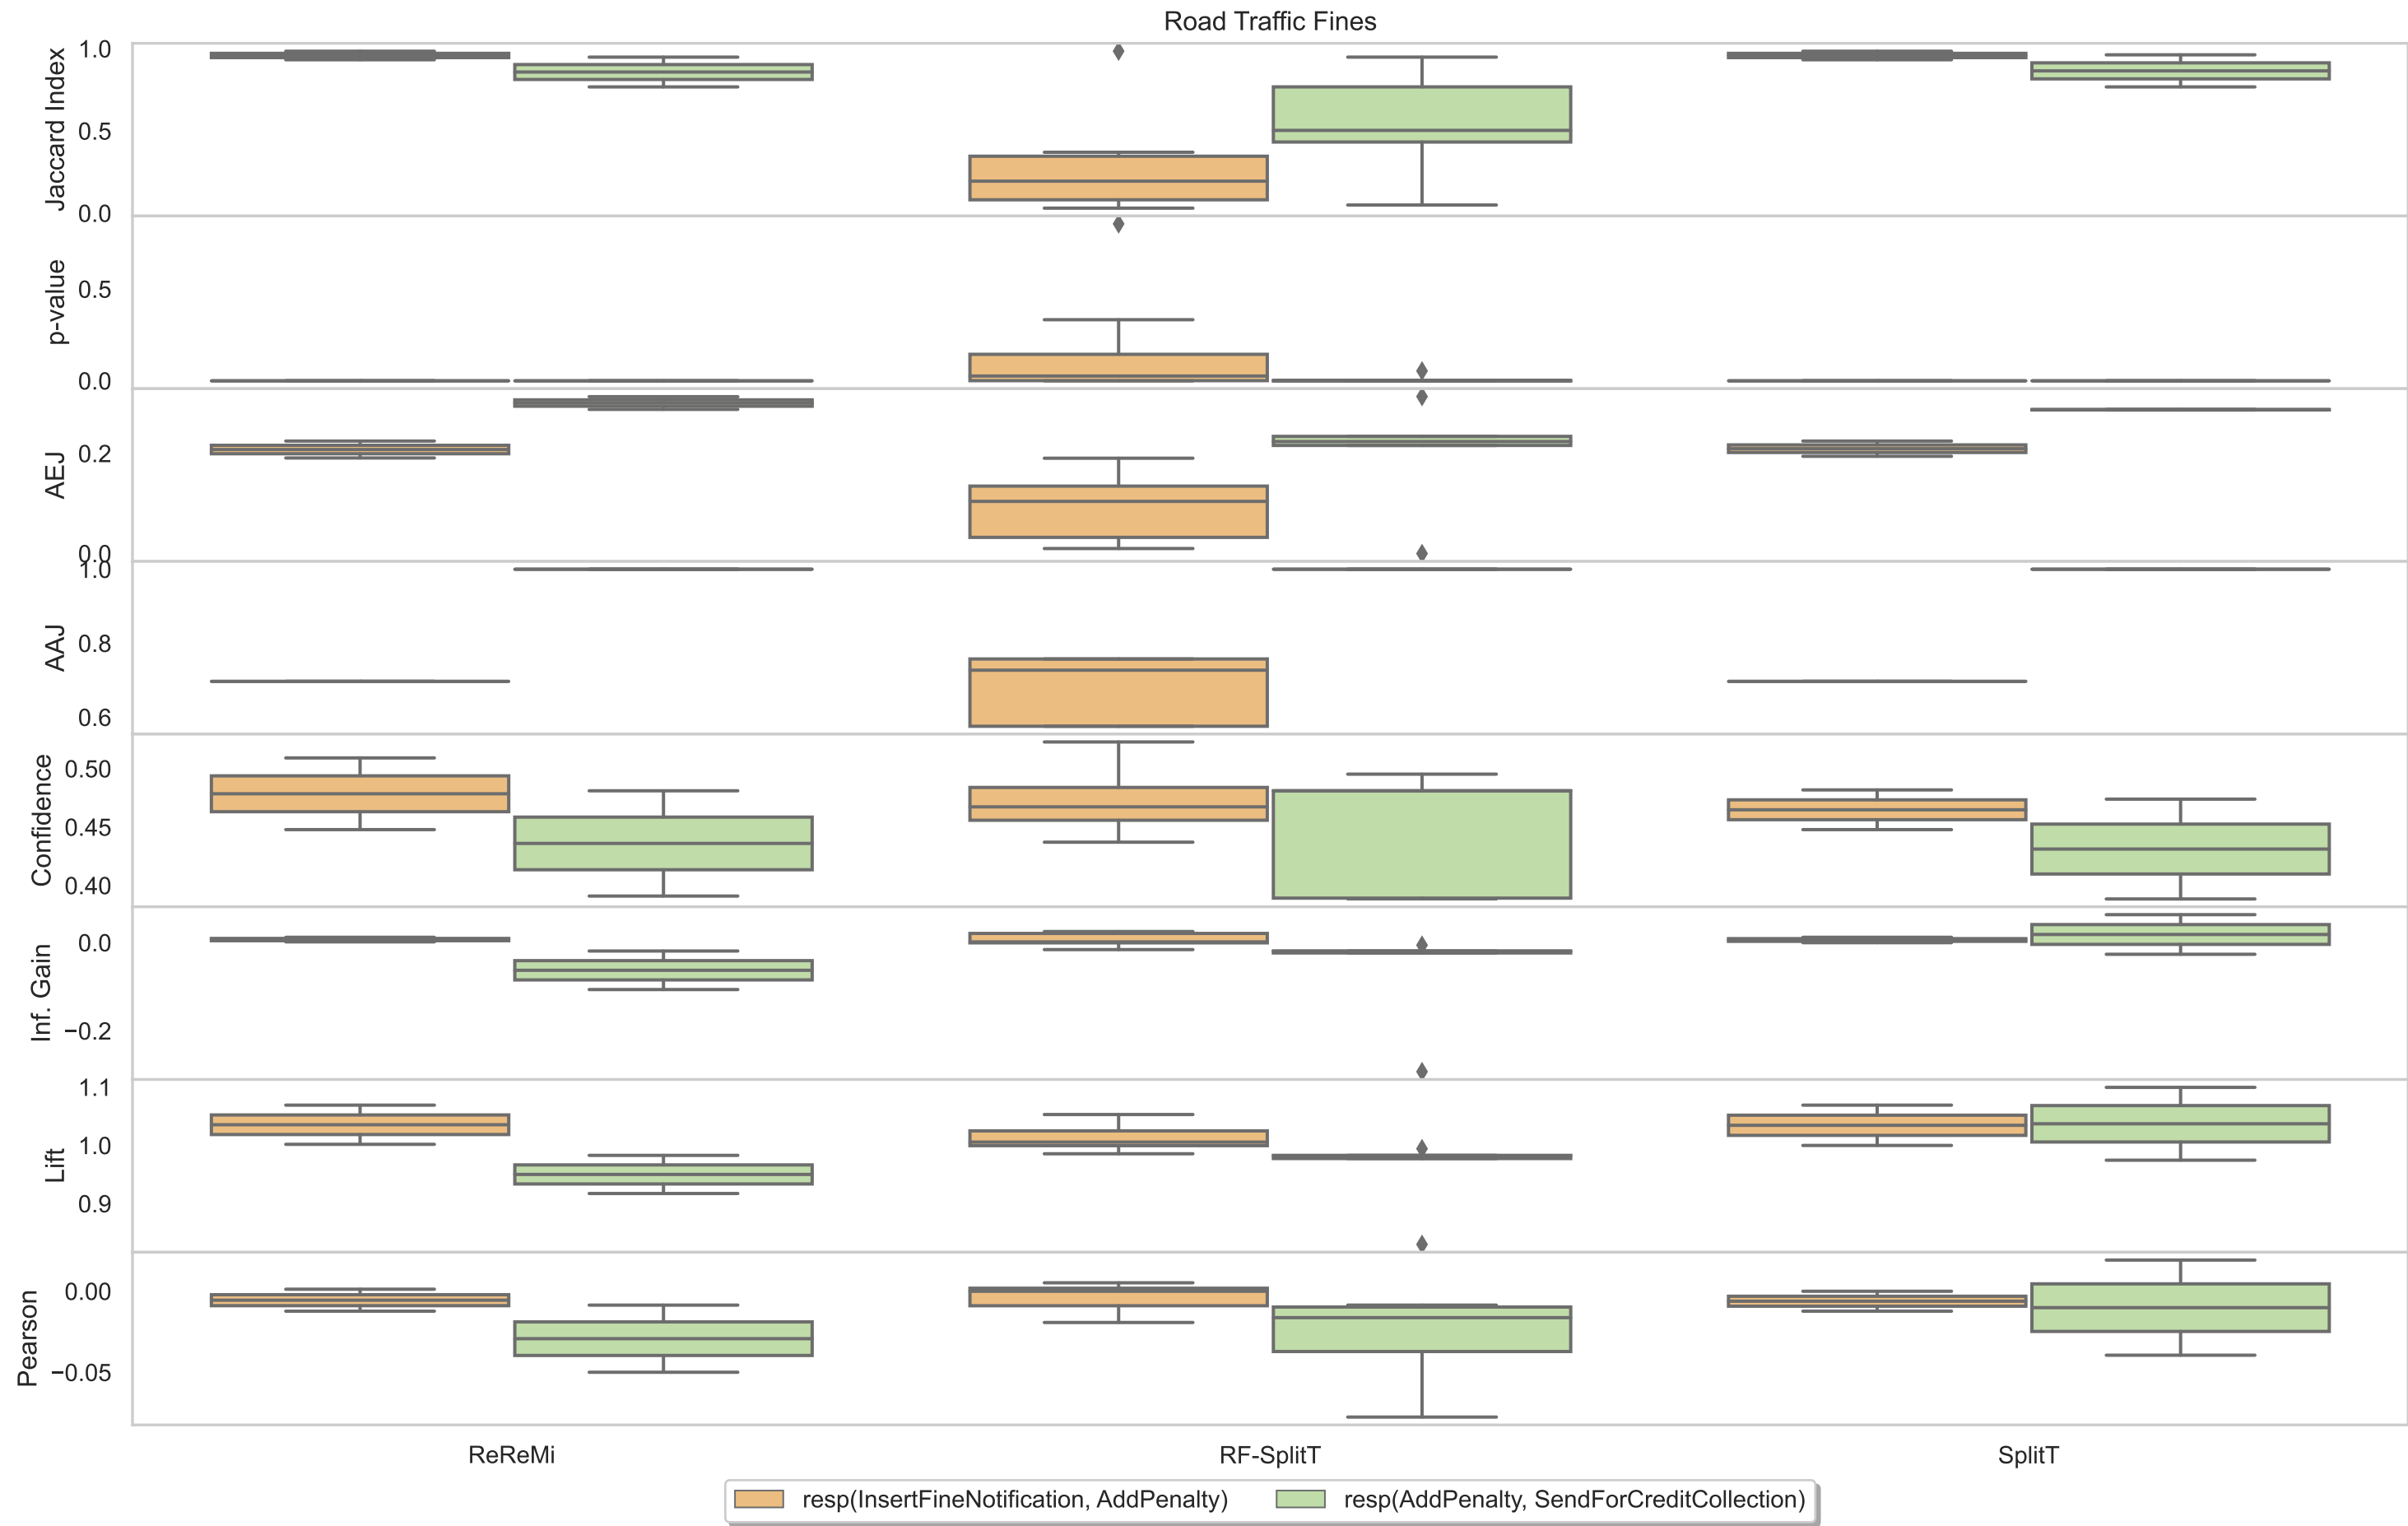 Road Traffic Fines
Jaccard Index
1.0
0.5
0.0
p-value
0.5
0.0
AEJ
0.2
0.0
AAJ
1.0
0.8
0.6
Confidence
0.50
0.45
0.40
Inf. Gain
0.0
−0.2
Lift
1.1
1.0
0.9
Pearson
0.00
−0.05
ReReMi
RF-SplitT
SplitT
resp(InsertFineNotification, AddPenalty)
resp(AddPenalty, SendForCreditCollection)